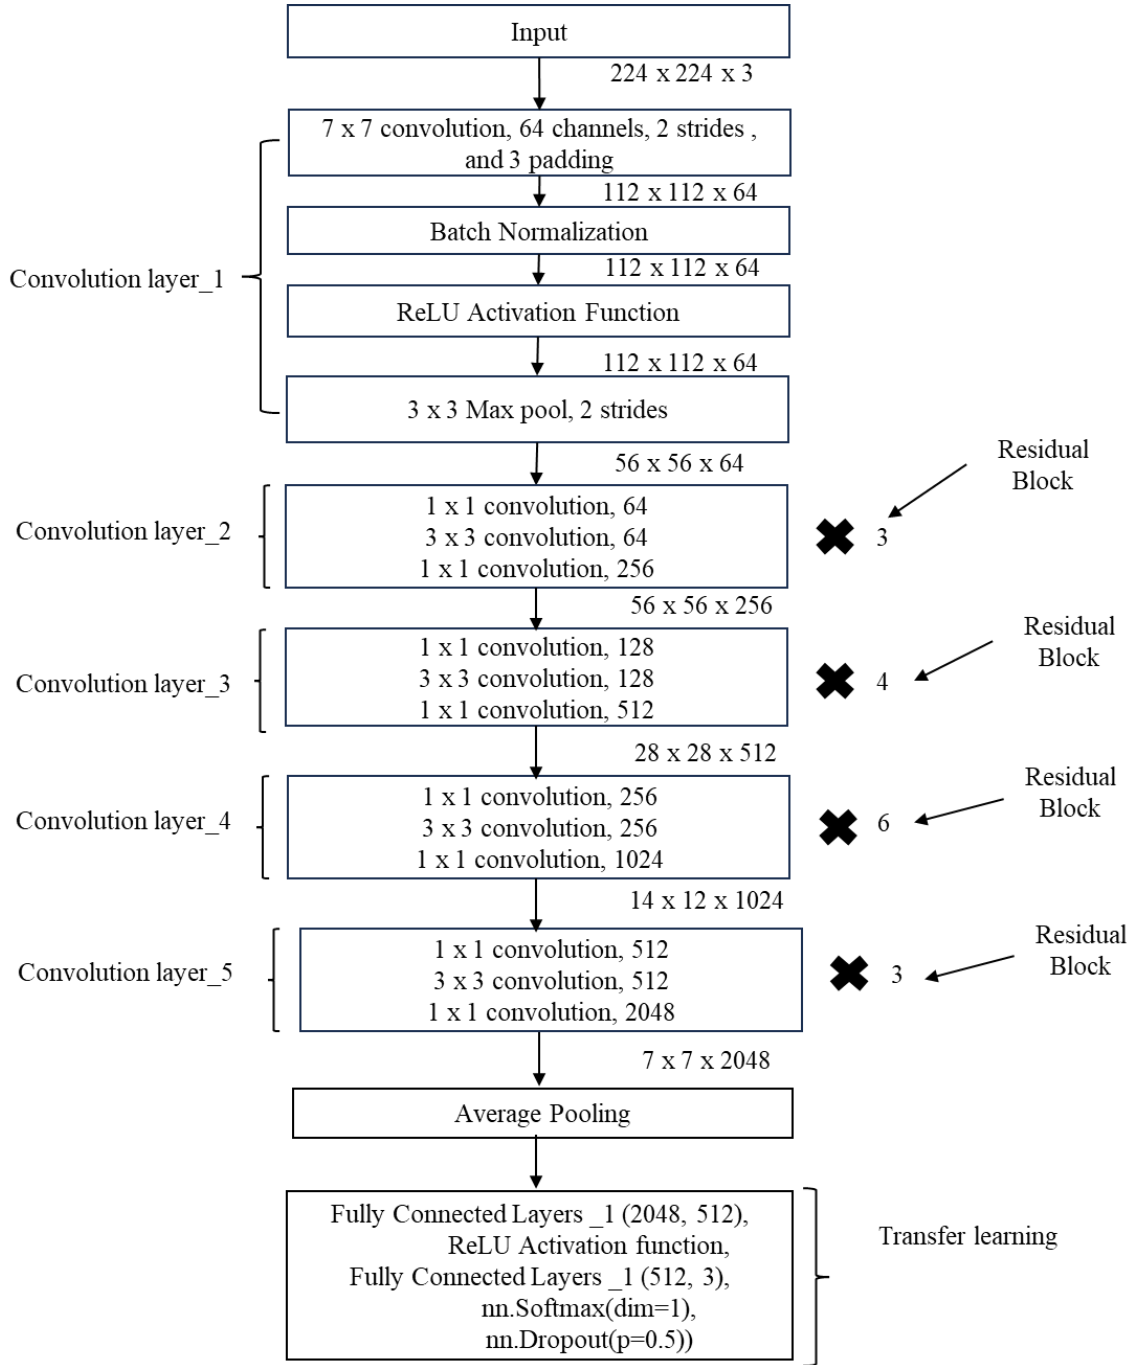 Input
224 x 224 x 3
7 x 7 convolution, 64 channels, 2 strides ,
and 3 padding
112 x 112 x 64
Batch Normalization
112 x 112 x 64
Convolution layer_1
ReLU Activation Function
112 x 112 x 64
3 x 3 Max pool, 2 strides
56 x 56 x 64
Residual
Block
Convolution layer_2
1 x 1 convolution, 64
3 x 3 convolution, 64
1 x 1 convolution, 256
3
56 x 56 x 256
Residual
Block
Convolution layer_3
1 x 1 convolution, 128
3 x 3 convolution, 128
1 x 1 convolution, 512
4
28 x 28 x 512
Residual
Block
Convolution layer_4
1 x 1 convolution, 256
3 x 3 convolution, 256
1 x 1 convolution, 1024
6
14 x 12 x 1024
Residual
Block
Convolution layer_5
1 x 1 convolution, 512
3 x 3 convolution, 512
1 x 1 convolution, 2048
3
7 x 7 x 2048
Average Pooling
Fully Connected Layers _1 (2048, 512),
ReLU Activation function,
Fully Connected Layers _1 (512, 3),
nn.Softmax(dim=1),
nn.Dropout(p=0.5))
Transfer learning